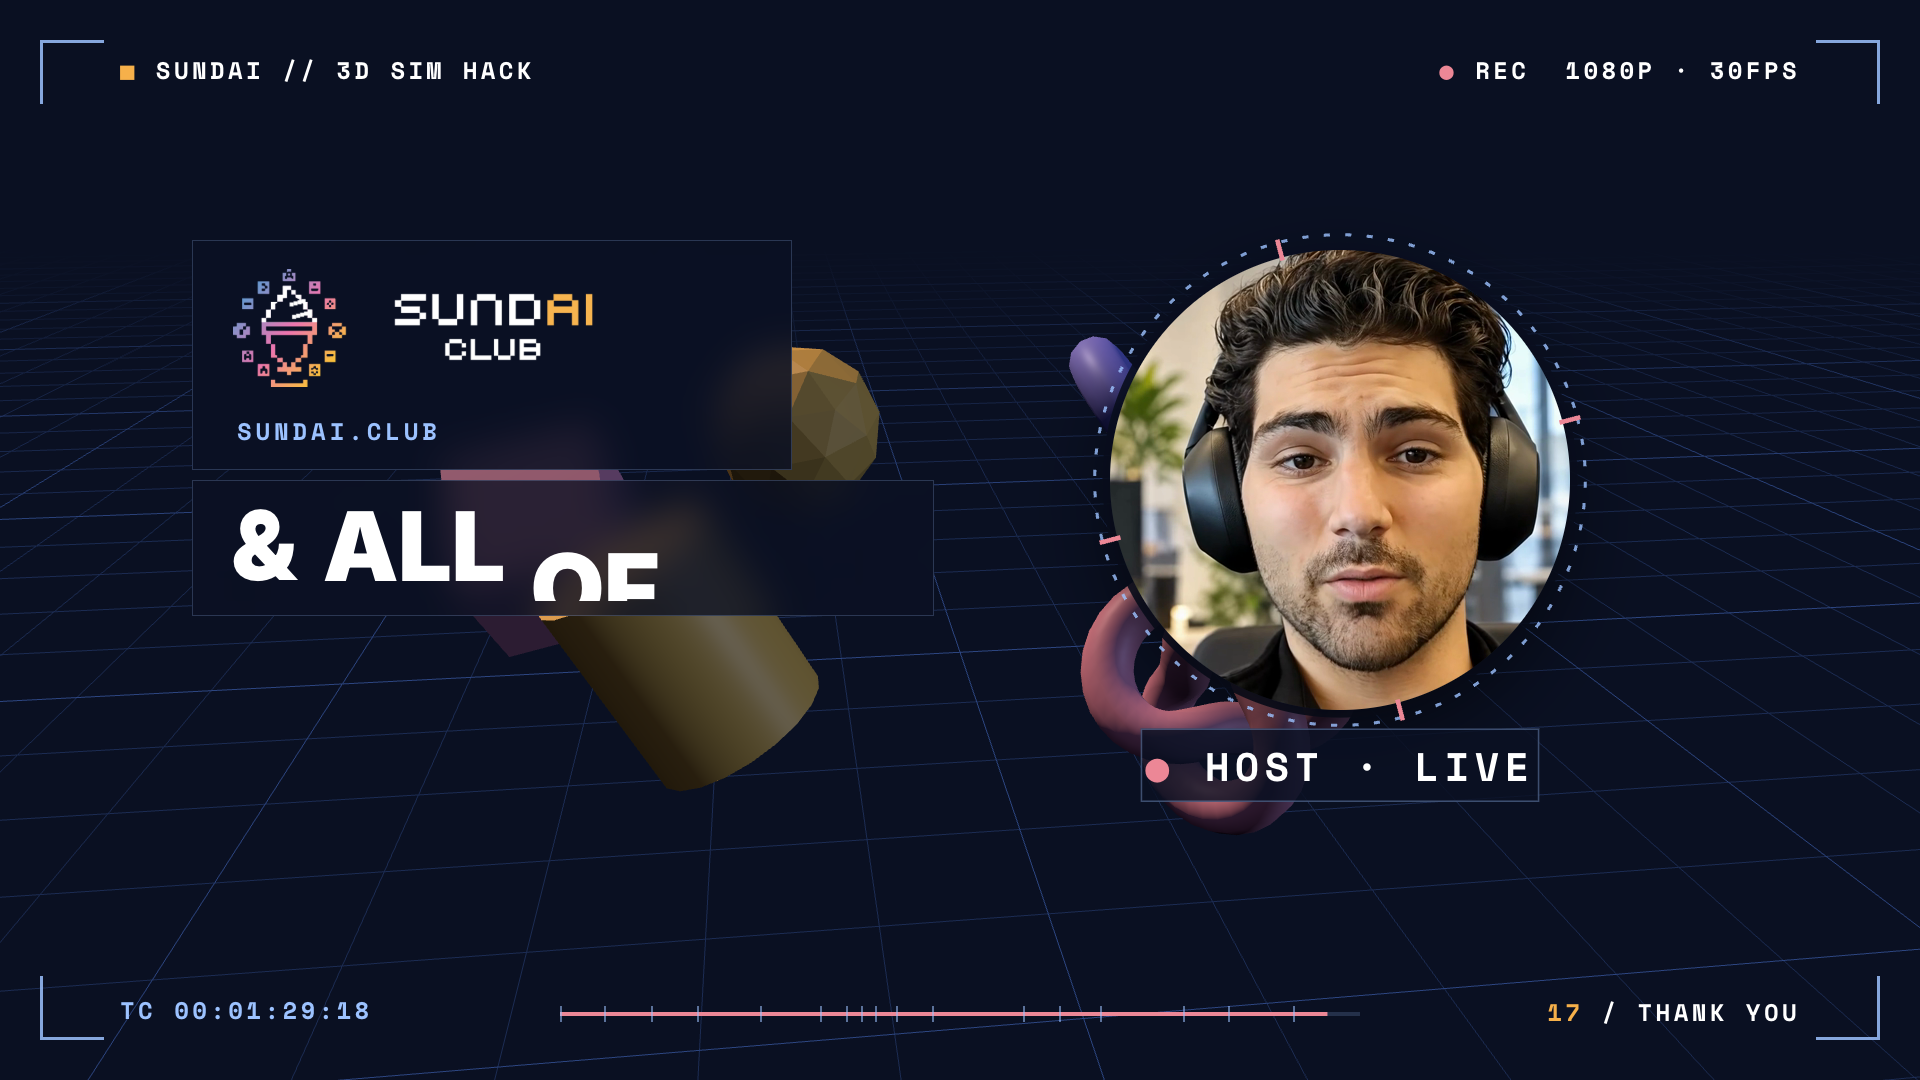 SUNDAI // 3D SIM HACK
REC 1080P · 30FPS
SUNDAI
CLUB
SUNDAI.CLUB
& ALL OF
HOST · LIVE
TC 00:01:29:18
17 / THANK YOU